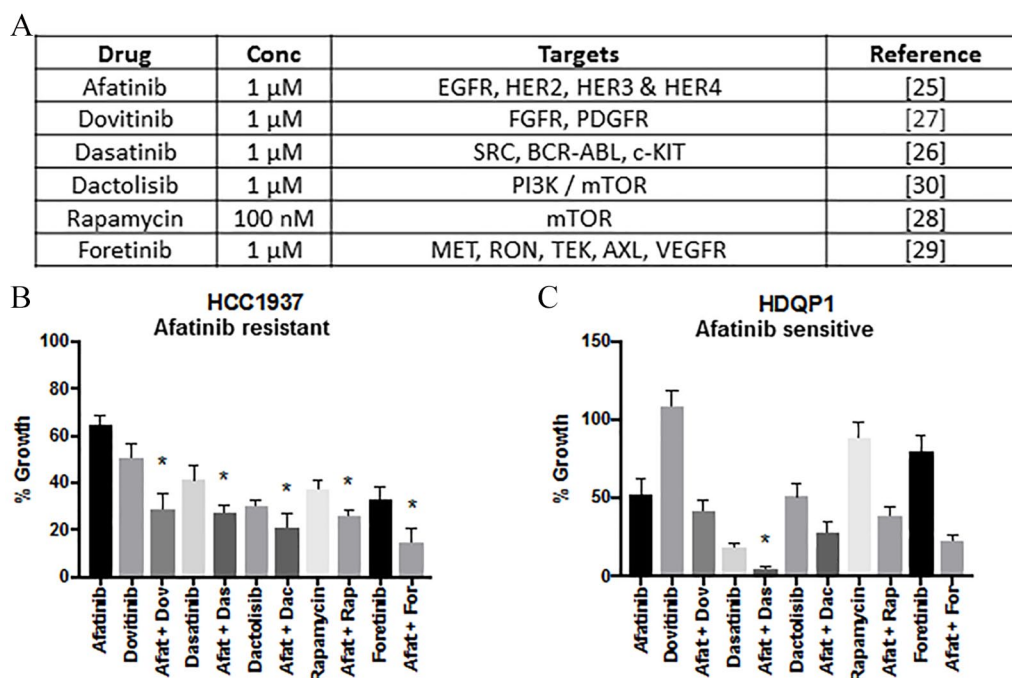 A
Drug Conc Targets Reference
Afatinib 1 µM EGFR, HER2, HER3 & HER4 [25]
Dovitinib 1 µM FGFR, PDGFR [27]
Dasatinib 1 µM SRC, BCR-ABL, c-KIT [26]
Dactolisib 1 µM PI3K / mTOR [30]
Rapamycin 100 nM mTOR [28]
Foretinib 1 µM MET, RON, TEK, AXL, VEGFR [29]
B
HCC1937
Afatinib resistant
% Growth
100
80
60
40
20
0
* * * * *
Afatinib
Dovitinib
Afat + Dov
Dasatinib
Afat + Das
Dactolisib
Afat + Dac
Rapamycin
Afat + Rap
Foretinib
Afat + For
C
HDQP1
Afatinib sensitive
% Growth
150
100
50
0
*
Afatinib
Dovitinib
Afat + Dov
Dasatinib
Afat + Das
Dactolisib
Afat + Dac
Rapamycin
Afat + Rap
Foretinib
Afat + For